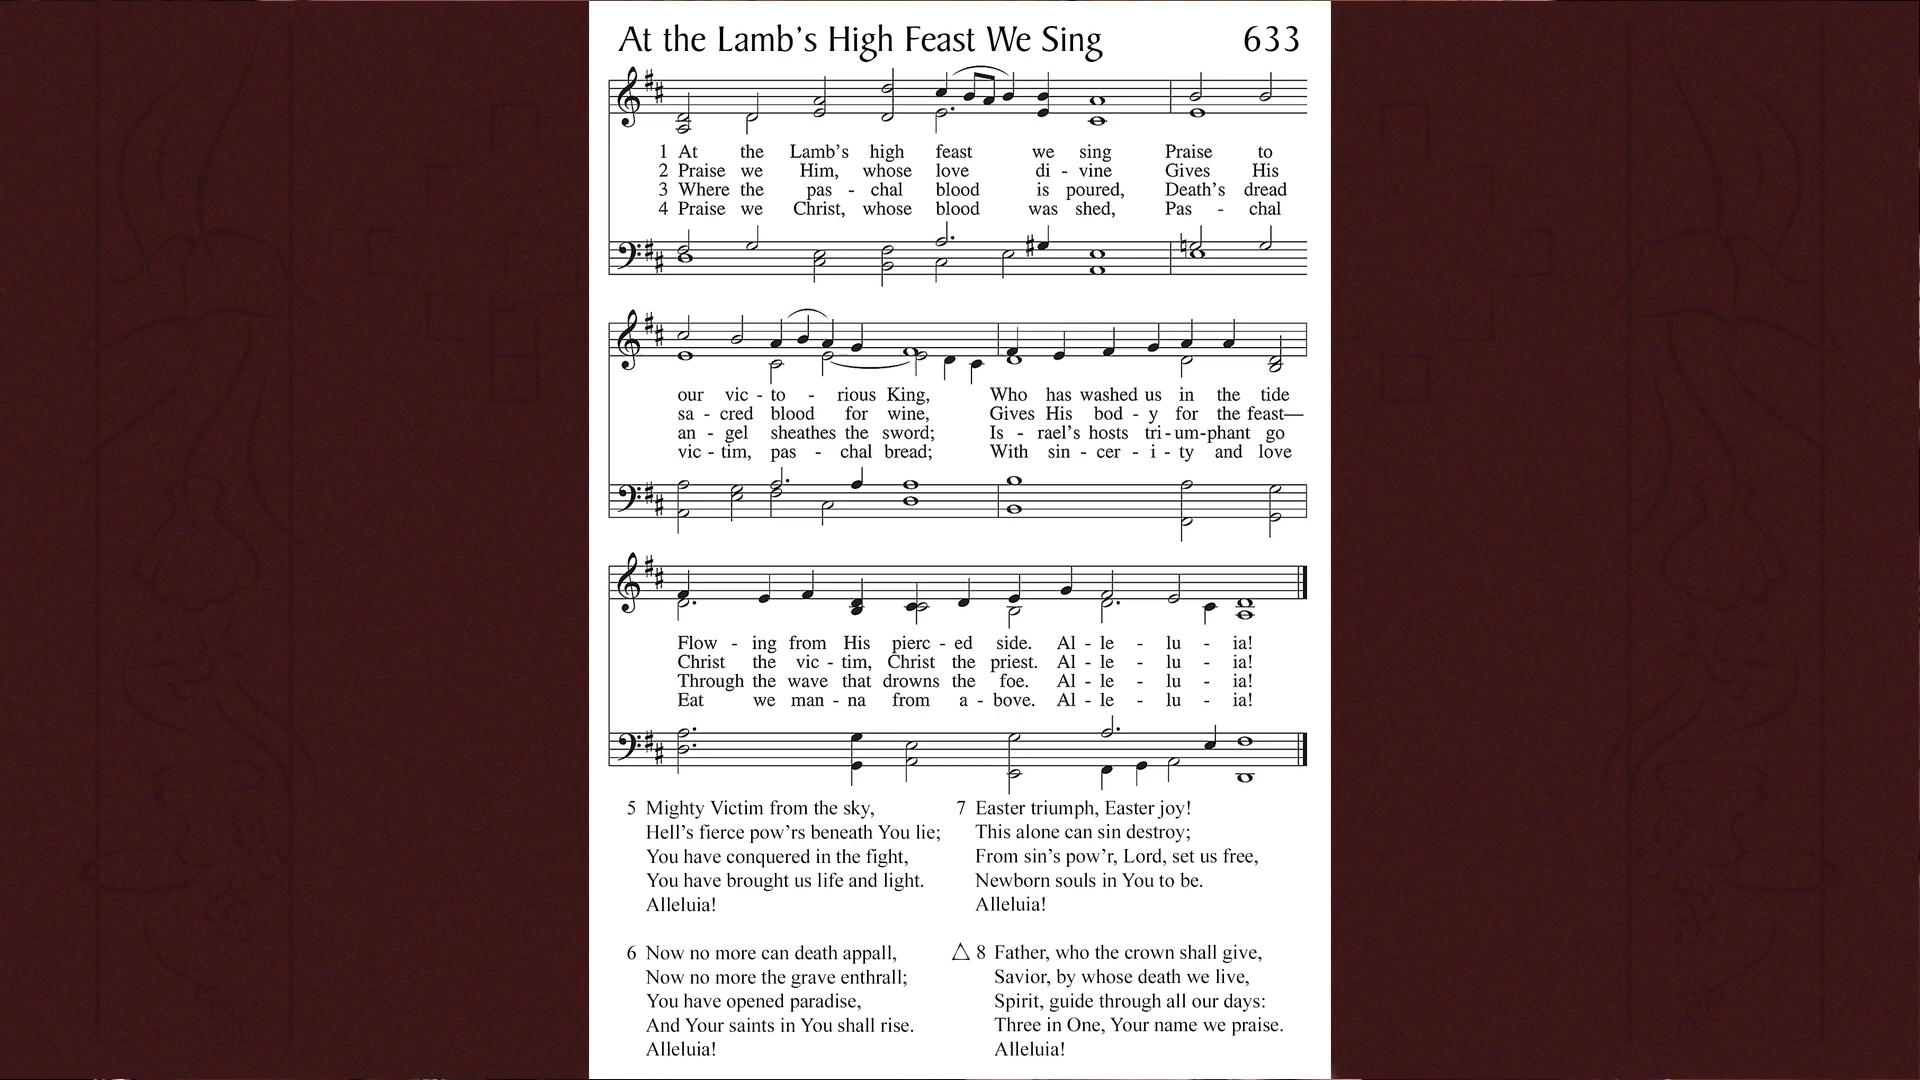 At the Lamb’s High Feast We Sing 633
1 At the Lamb’s high feast we sing Praise to
2 Praise we Him, whose love di - vine Gives His
3 Where the pas - chal blood is poured, Death’s dread
4 Praise we Christ, whose blood was shed, Pas - chal
our vic - to - rious King, Who has washed us in the tide
sa - cred blood for wine, Gives His bod - y for the feast—
an - gel sheathes the sword; Is - rael’s hosts tri - um - phant go
vic - tim, pas - chal bread; With sin - cer - i - ty and love
Flow - ing from His pierc - ed side. Al - le - lu - ia!
Christ the vic - tim, Christ the priest. Al - le - lu - ia!
Through the wave that drowns the foe. Al - le - lu - ia!
Eat we man - na from a - bove. Al - le - lu - ia!
5 Mighty Victim from the sky,
Hell’s fierce pow’rs beneath You lie;
You have conquered in the fight,
You have brought us life and light.
Alleluia!
6 Now no more can death appall,
Now no more the grave enthrall;
You have opened paradise,
And Your saints in You shall rise.
Alleluia!
7 Easter triumph, Easter joy!
This alone can sin destroy;
From sin’s pow’r, Lord, set us free,
Newborn souls in You to be.
Alleluia!
△ 8 Father, who the crown shall give,
Savior, by whose death we live,
Spirit, guide through all our days:
Three in One, Your name we praise.
Alleluia!